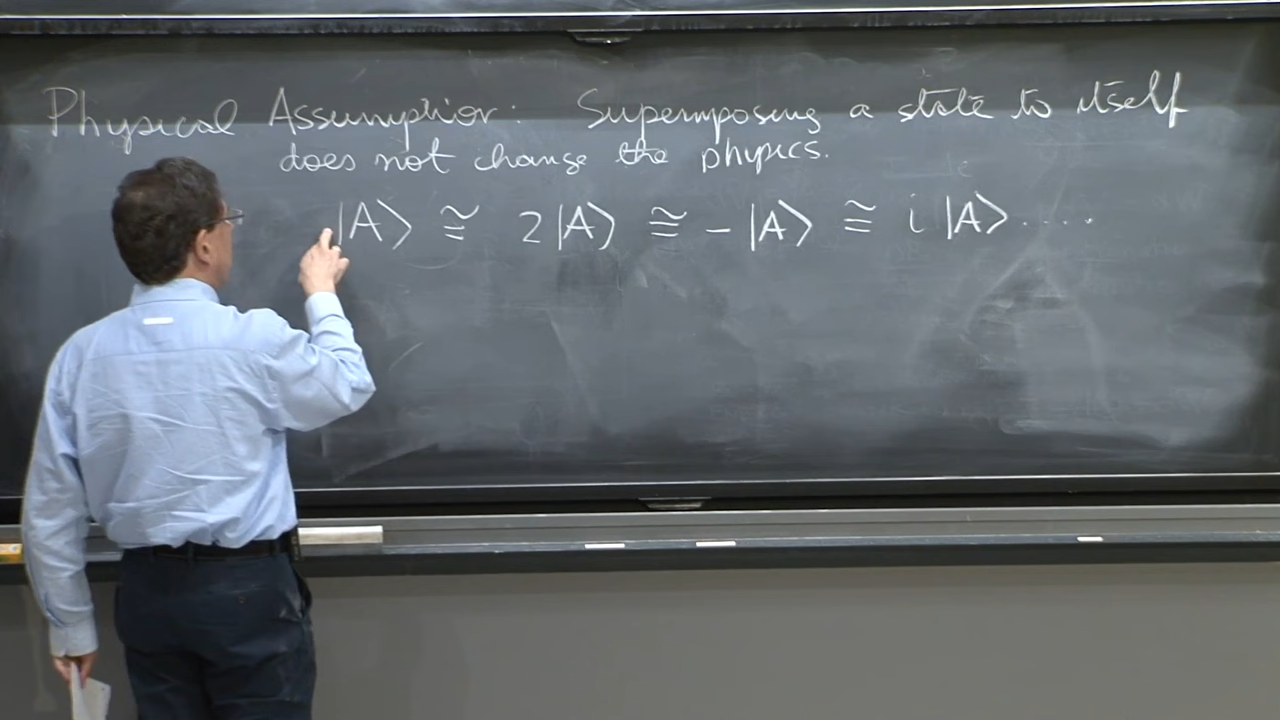 Physical Assumption: Superposing a state to itself
does not change the physics.
|A⟩ ≅ 2|A⟩ ≅ -|A⟩ ≅ i|A⟩.....